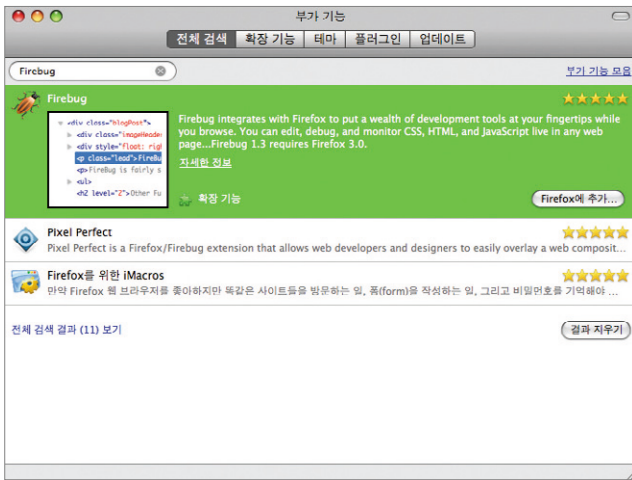 부가 기능
전체 검색 확장 기능 테마 플러그인 업데이트
Firebug
부가 기능 모음
Firebug
<div class="blogPost">
<div class="imageHeader
<div style="float: righ
<p class="lead">FireBu
<p>FireBug is fairly s
<ul>
<h2 level="2">Other Fu
Firebug integrates with Firefox to put a wealth of development tools at your fingertips while
you browse. You can edit, debug, and monitor CSS, HTML, and JavaScript live in any web
page...Firebug 1.3 requires Firefox 3.0.
자세한 정보
확장 기능
Firefox에 추가...
Pixel Perfect
Pixel Perfect is a Firefox/Firebug extension that allows web developers and designers to easily overlay a web composit...
Firefox를 위한 iMacros
만약 Firefox 웹 브라우저를 좋아하지만 똑같은 사이트들을 방문하는 일, 폼(form)을 작성하는 일, 그리고 비밀번호를 기억해야 ...
전체 검색 결과 (11) 보기
결과 지우기